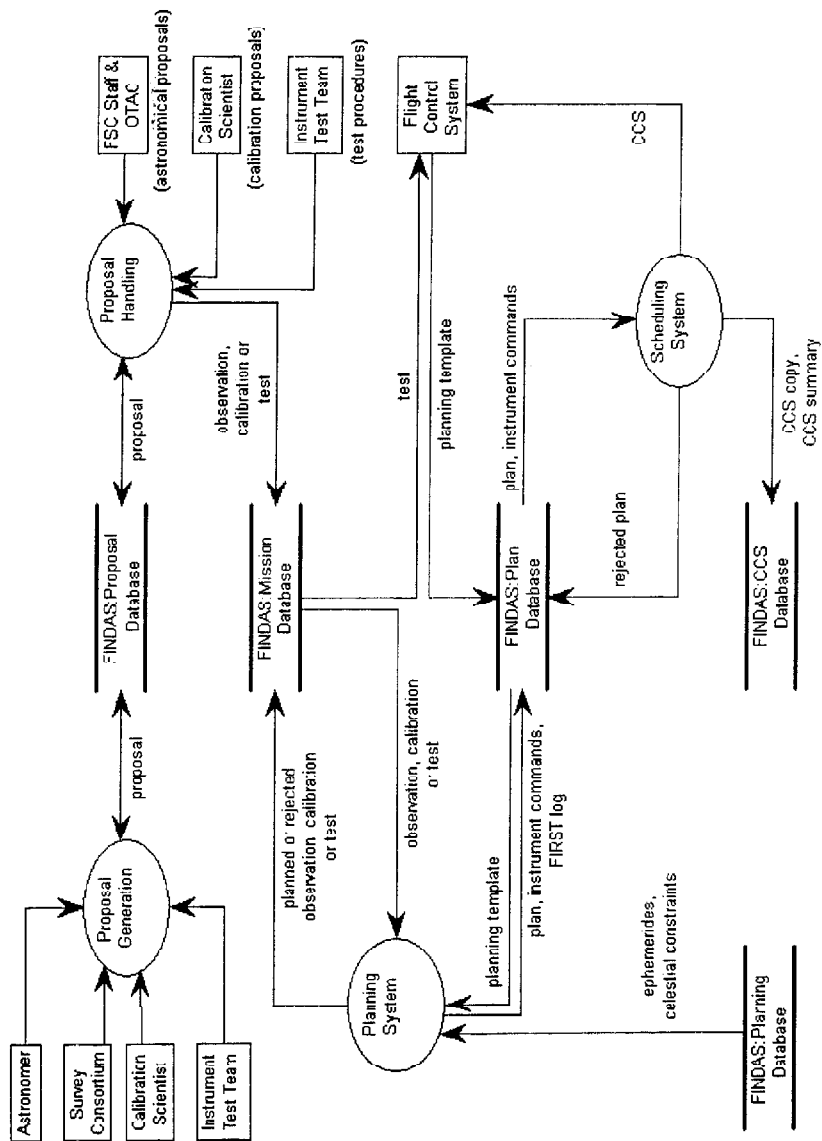 Astronomer
Survey
Consortium
Calibration
Scientist
Instrument
Test Team
Proposal
Generation
proposal
FINDAS:Proposal
Database
proposal
Proposal
Handling
FSC Staff &
OTAC
(astronomical proposals)
Calibration
Scientist
(calibration proposals)
Instrument
Test Team
(test procedures)
observation,
calibration or
test
FINDAS:Mission
Database
planned or rejected
observation, calibration
or test
Planning
System
observation, calibration
or test
test
planning template
Flight
Control
System
planning template
plan, instrument commands,
FIRST log
FINDAS:Plan
Database
plan, instrument commands
rejected plan
Scheduling
System
CCS
ephemerides,
celestial constraints
FINDAS:Planning
Database
FINDAS:CCS
Database
CCS copy,
CCS summary